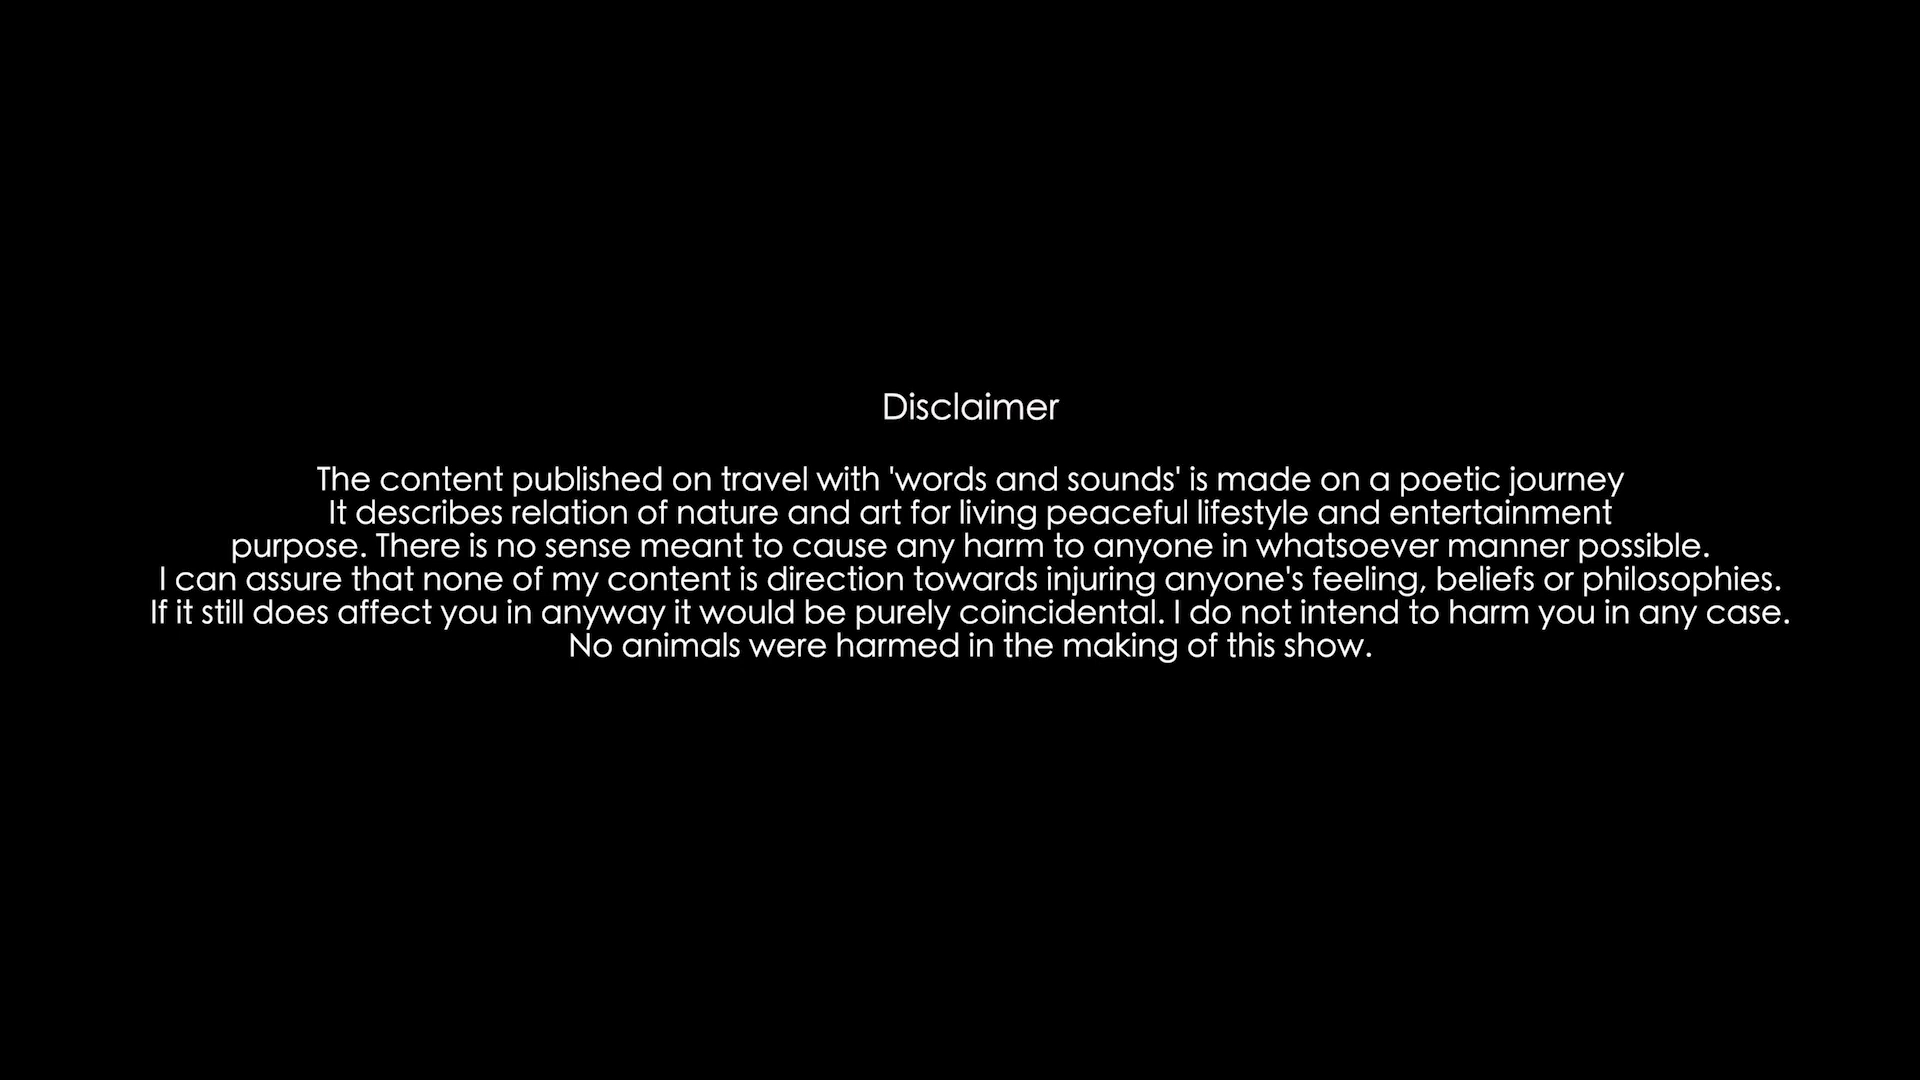 Disclaimer
The content published on travel with 'words and sounds' is made on a poetic journey
It describes relation of nature and art for living peaceful lifestyle and entertainment
purpose. There is no sense meant to cause any harm to anyone in whatsoever manner possible.
I can assure that none of my content is direction towards injuring anyone's feeling, beliefs or philosophies.
If it still does affect you in anyway it would be purely coincidental. I do not intend to harm you in any case.
No animals were harmed in the making of this show.